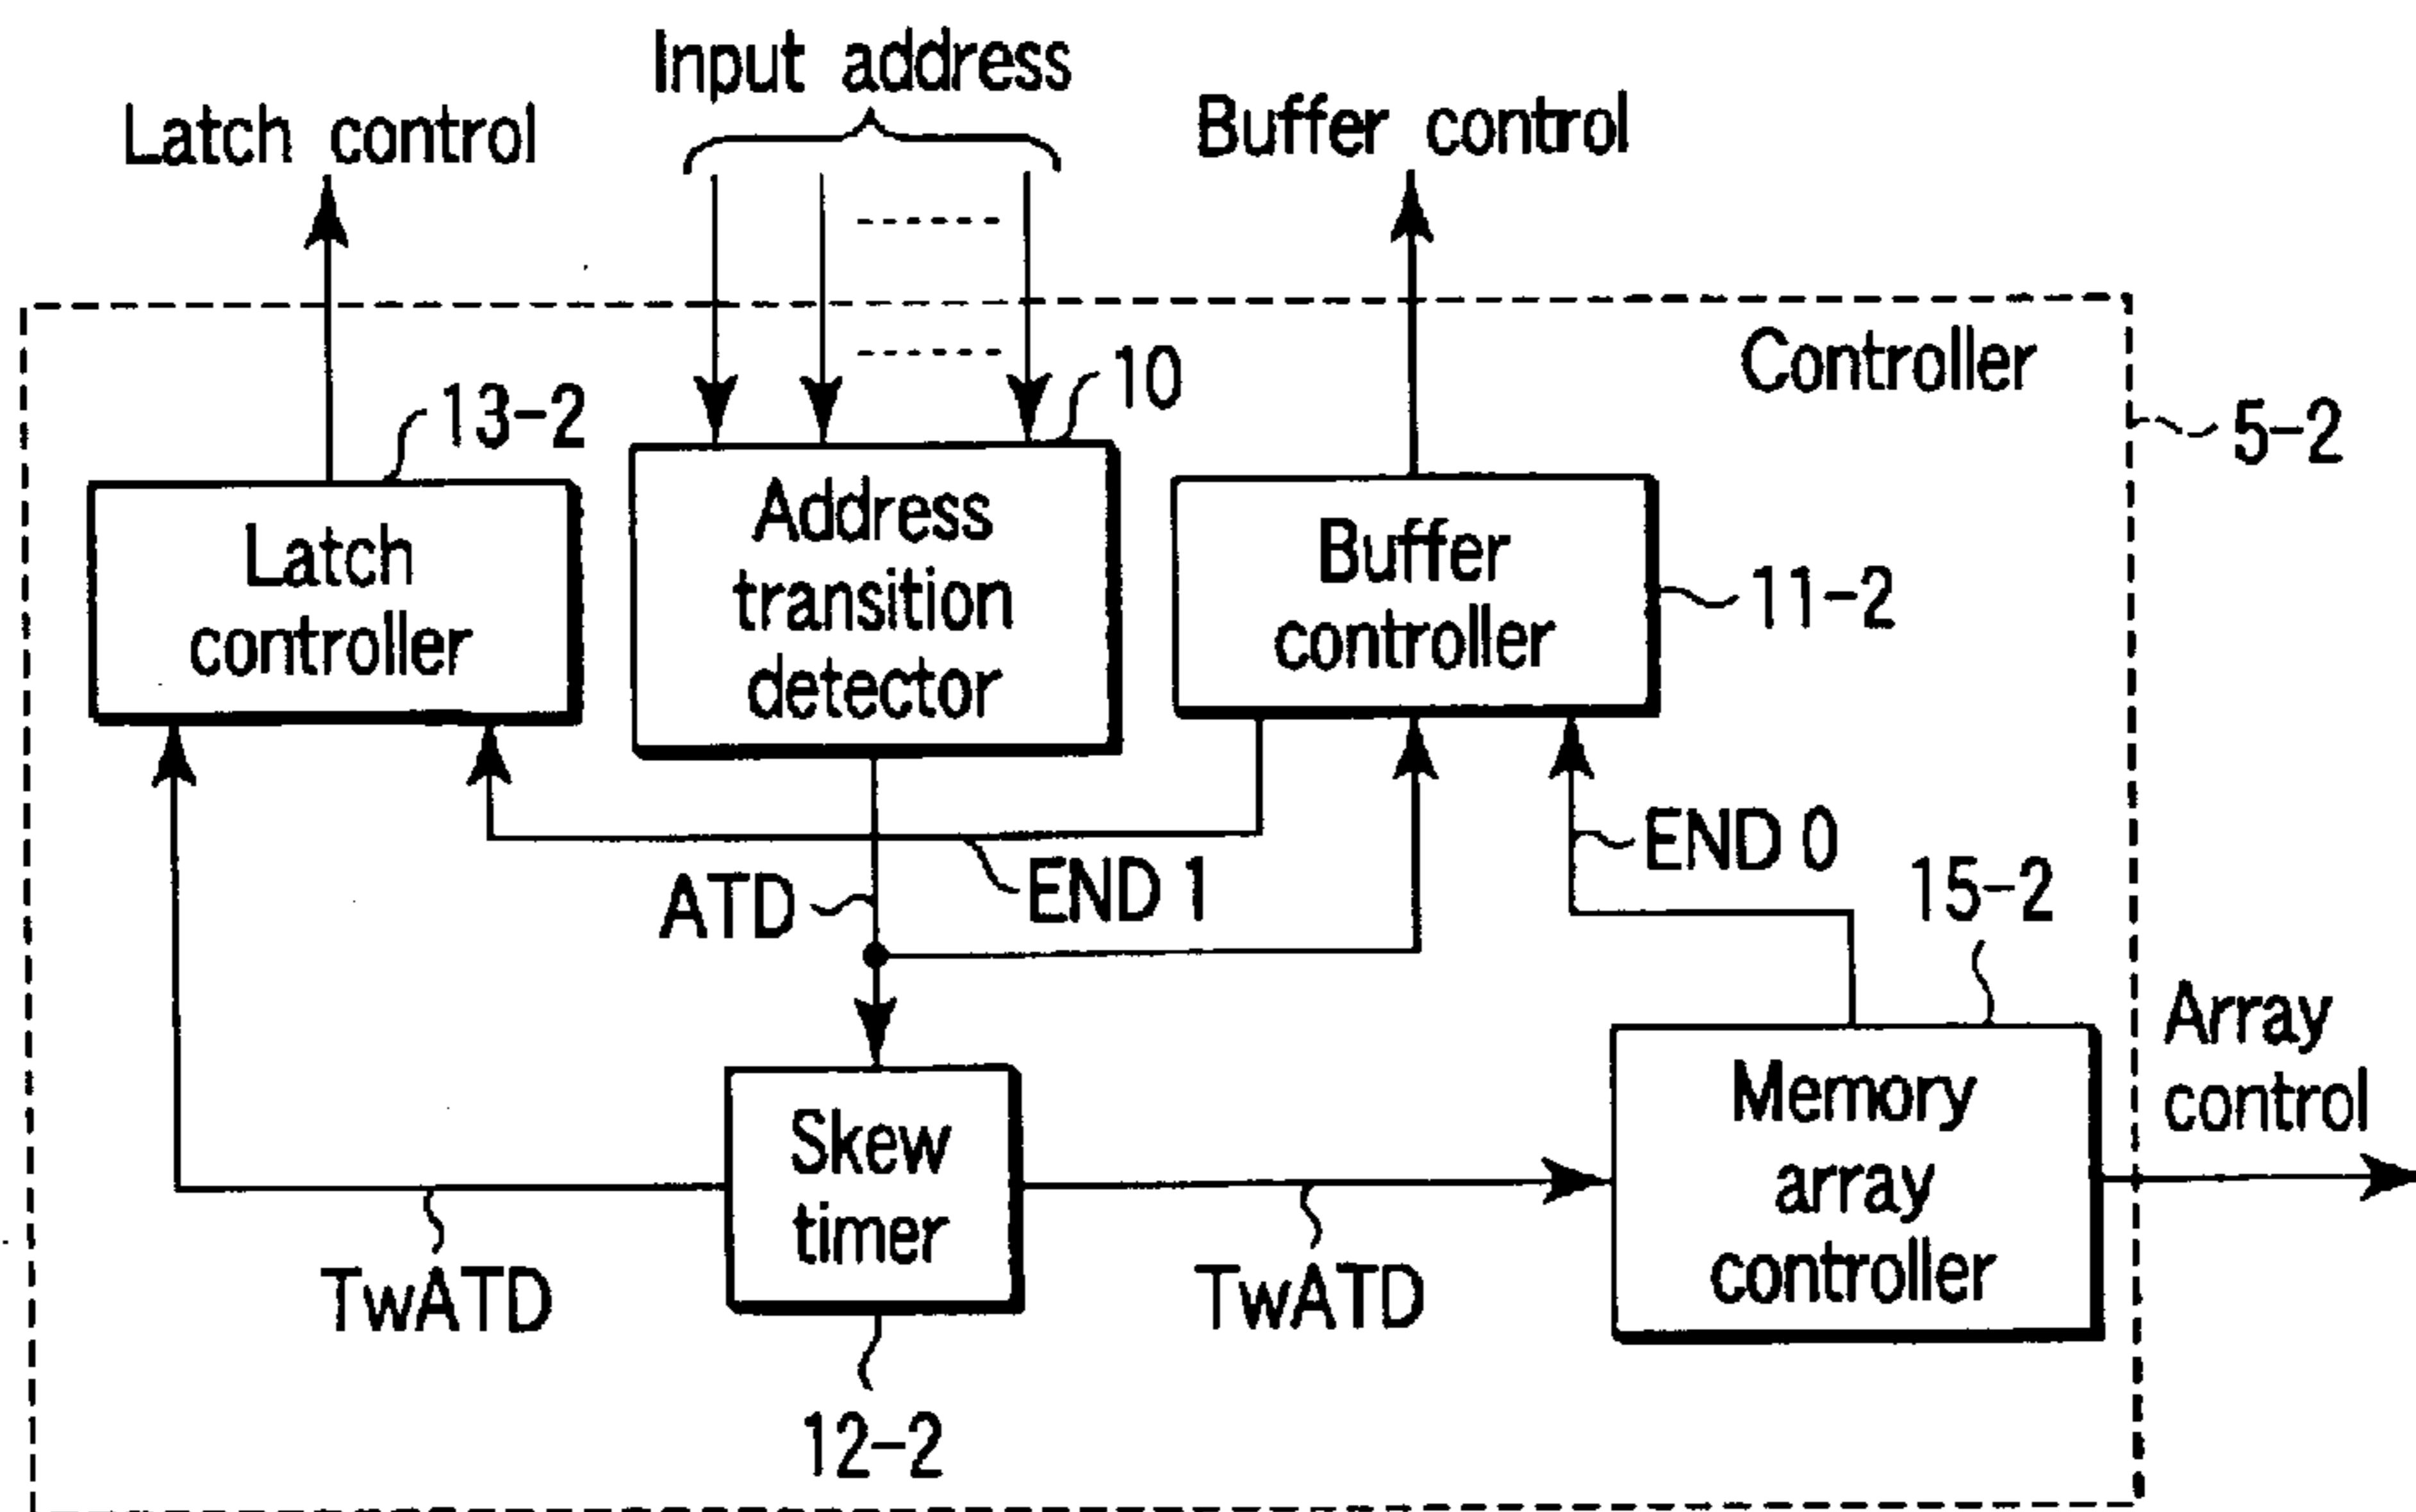 Input address
Latch control
Buffer control
Controller
10
13-2
5-2
Address
transition
detector
Latch
controller
Buffer
controller
11-2
END 0
END 1
ATD
15-2
Array
control
Skew
timer
Memory
array
controller
TwATD
TwATD
12-2